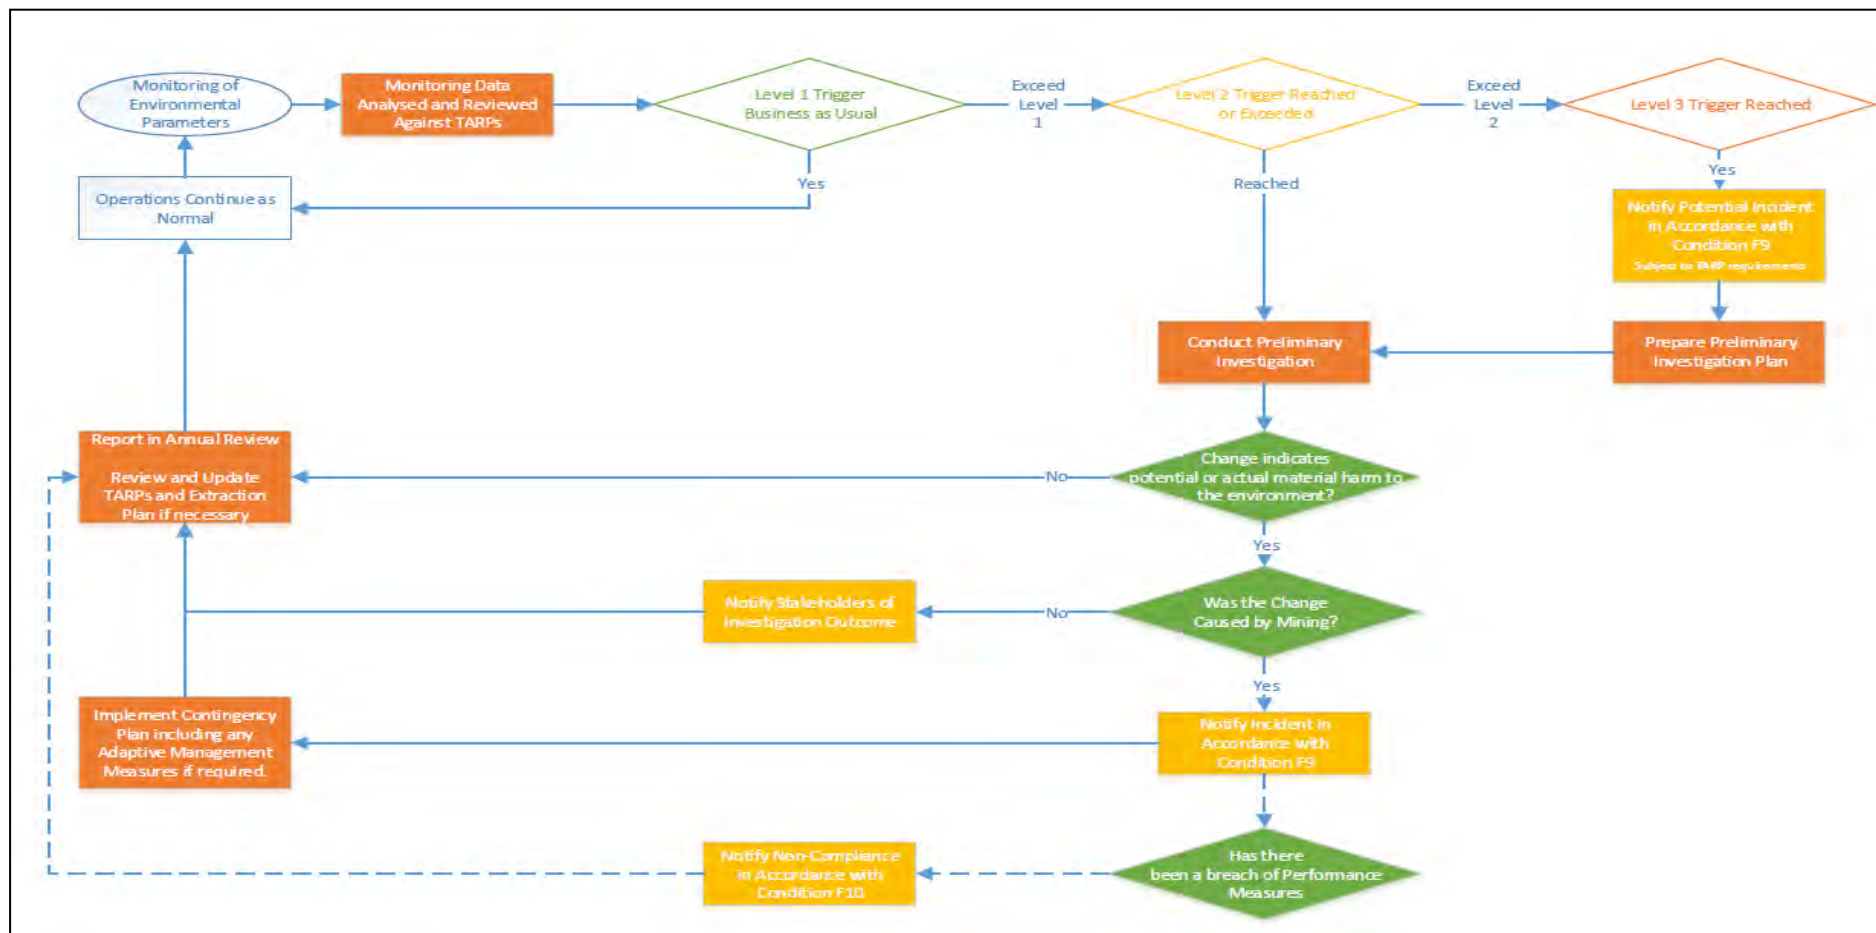 Monitoring of
Environmental
Parameters
Monitoring Data
Analysed and Reviewed
Against TARPs
Level 1 Trigger
Business as Usual
Exceed
Level
1
Level 2 Trigger Reached
or Exceeded
Exceed
Level
2
Level 3 Trigger Reached
Yes
Reached
Yes
Operations Continue as
Normal
Notify Potential Incident
in Accordance with
Condition F9
Subject to TARP requirements
Conduct Preliminary
Investigation
Prepare Preliminary
Investigation Plan
Report in Annual Review
Review and Update
TARPs and Extraction
Plan if necessary
No
Change indicates
potential or actual material harm to
the environment?
Yes
Notify Stakeholders of
Investigation Outcome
No
Was the Change
Caused by Mining?
Yes
Implement Contingency
Plan including any
Adaptive Management
Measures if required.
Notify Incident in
Accordance with
Condition F9
Notify Non-Compliance
in Accordance with
Condition F10
Has there
been a breach of Performance
Measures